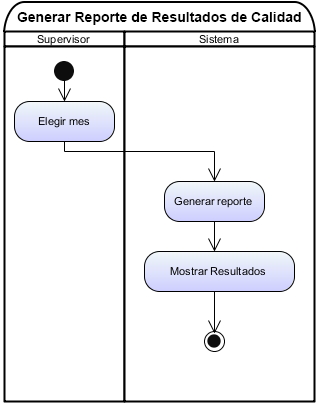 Generar Reporte de Resultados de Calidad
Supervisor
Sistema
Elegir mes
Generar reporte
Mostrar Resultados